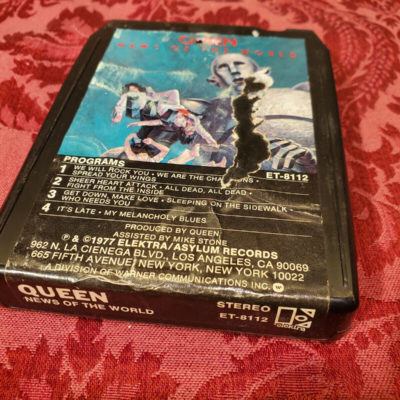 QUEEN
NEWS OF THE WORLD
PROGRAMS
ET-8112
1 WE WILL ROCK YOU • WE ARE THE CHAMPIONS •
SPREAD YOUR WINGS
2 SHEER HEART ATTACK • ALL DEAD, ALL DEAD •
FIGHT FROM THE INSIDE
3 GET DOWN, MAKE LOVE • SLEEPING ON THE SIDEWALK •
WHO NEEDS YOU
4 IT'S LATE • MY MELANCHOLY BLUES
PRODUCED BY QUEEN
ASSISTED BY MIKE STONE
℗ & ©1977 ELEKTRA/ASYLUM RECORDS
962 N. LA CIENEGA BLVD., LOS ANGELES, CA 90069
665 FIFTH AVENUE, NEW YORK, NEW YORK 10022
A DIVISION OF WARNER COMMUNICATIONS INC.
QUEEN
NEWS OF THE WORLD
STEREO
ET-8112
elektra